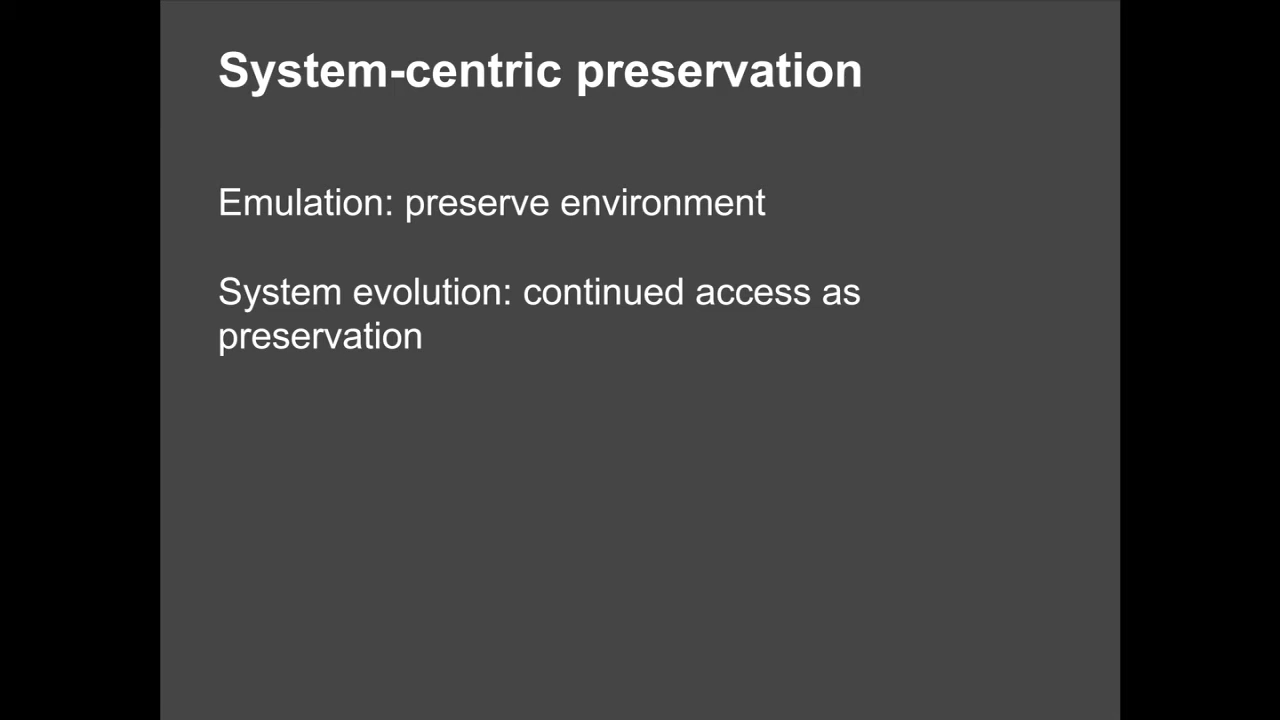 System-centric preservation
Emulation: preserve environment
System evolution: continued access as
preservation